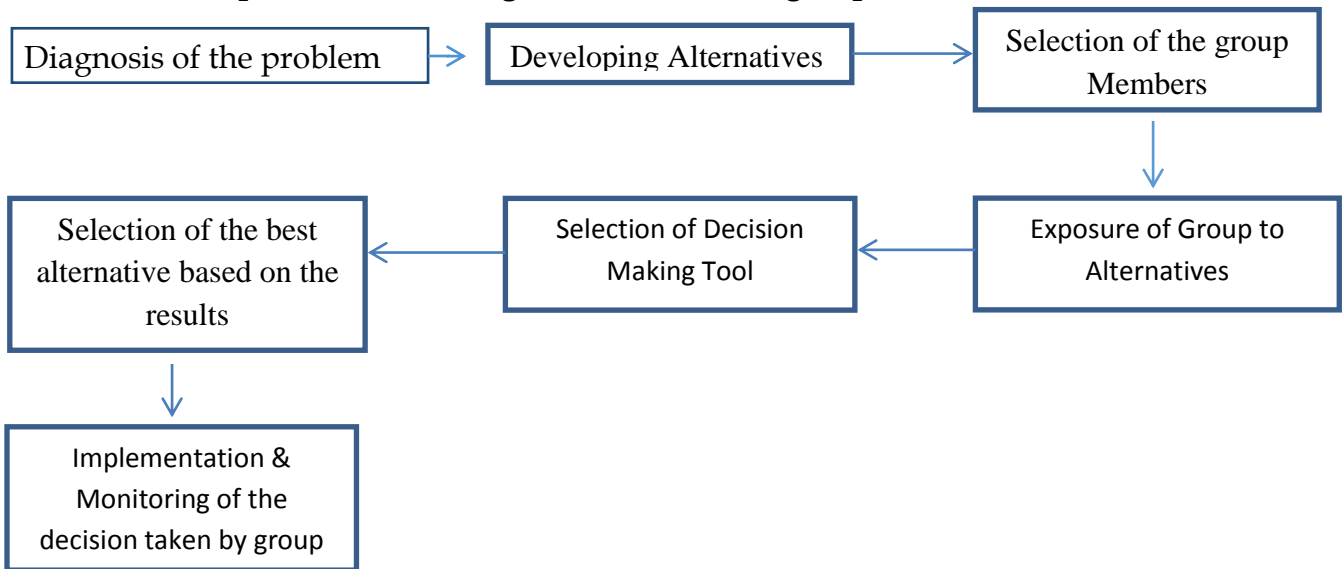 Diagnosis of the problem
Developing Alternatives
Selection of the group
Members
Exposure of Group to
Alternatives
Selection of Decision
Making Tool
Selection of the best
alternative based on the
results
Implementation &
Monitoring of the
decision taken by group